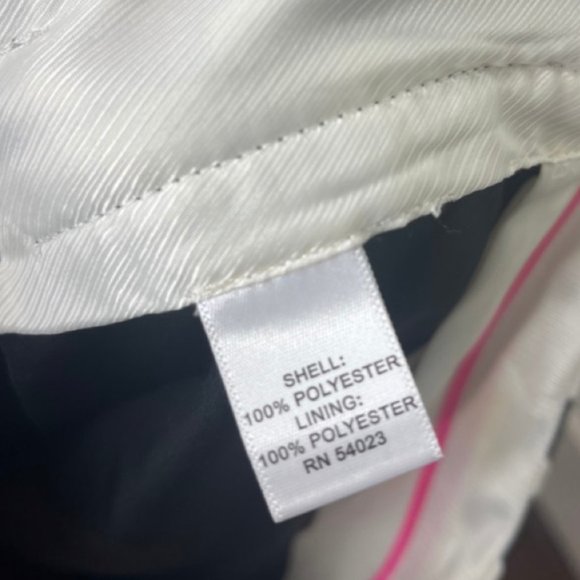 SHELL:
100% POLYESTER
LINING:
100% POLYESTER
RN 54023